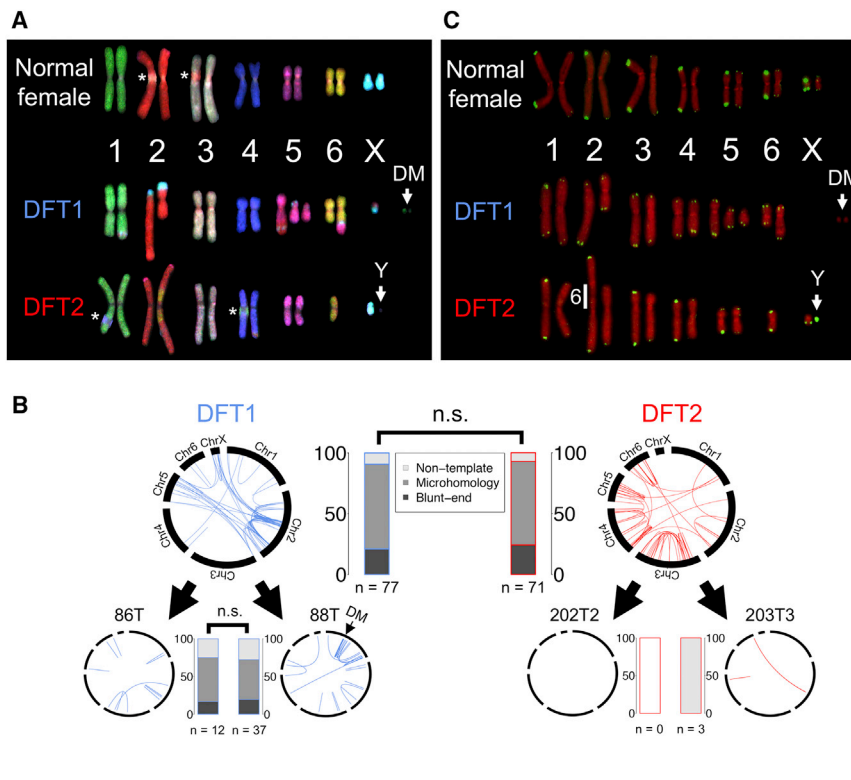 A
Normal
female
*
*
1 2 3 4 5 6 X
DM
DFT1
Y
DFT2
*
*
C
Normal
female
1 2 3 4 5 6 X
DM
DFT1
Y
DFT2
6
B
DFT1
Chr1
Chr2
Chr3
Chr4
Chr5
Chr6
ChrX
n.s.
100
50
0
Non−template
Microhomology
Blunt−end
100
50
0
n = 77
n = 71
DFT2
Chr1
Chr2
Chr3
Chr4
Chr5
Chr6
ChrX
86T
n.s.
88T
DM
100
50
0
100
50
0
n = 12
n = 37
202T2
203T3
100
50
0
100
50
0
n = 0
n = 3